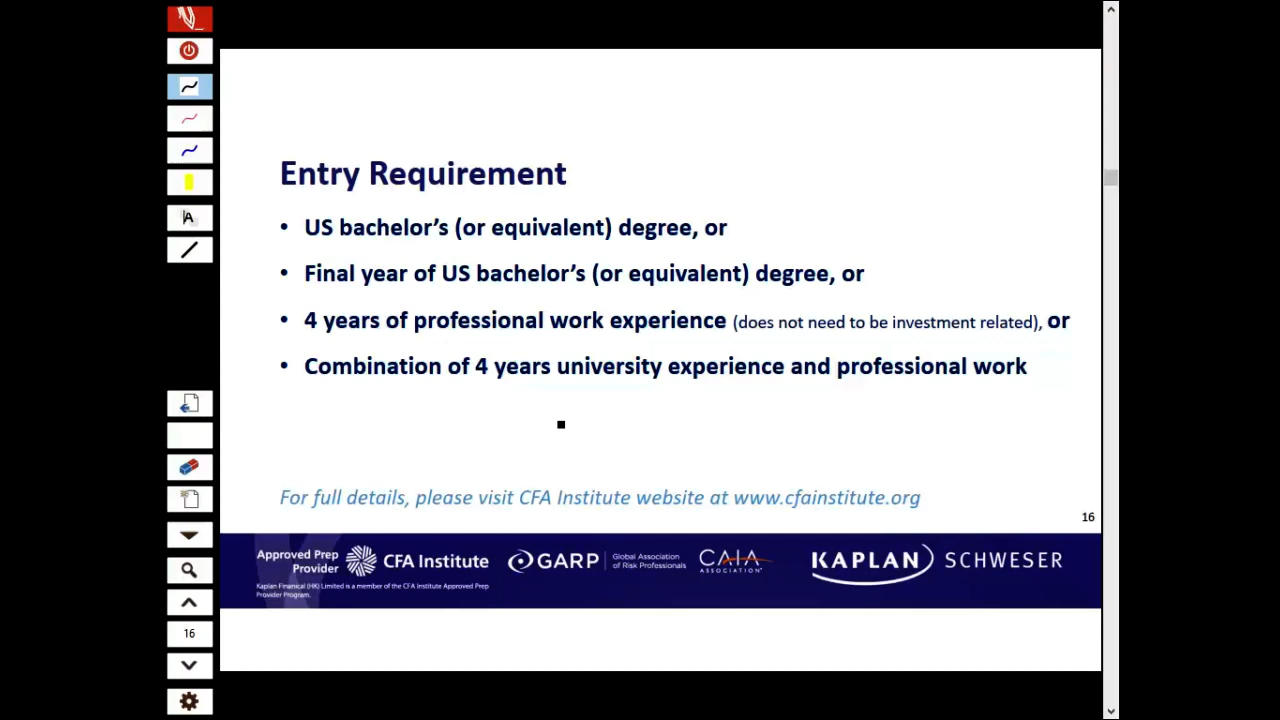 Entry Requirement
• US bachelor's (or equivalent) degree, or
• Final year of US bachelor's (or equivalent) degree, or
• 4 years of professional work experience (does not need to be investment related), or
• Combination of 4 years university experience and professional work
For full details, please visit CFA Institute website at www.cfainstitute.org
16
Approved Prep
Provider
CFA Institute
Kaplan Finanical (HK) Limited is a member of the CFA Institute Approved Prep
Provider Program.
GARP
Global Association
of Risk Professionals
CAIA
ASSOCIATION
KAPLAN SCHWESER
A
16